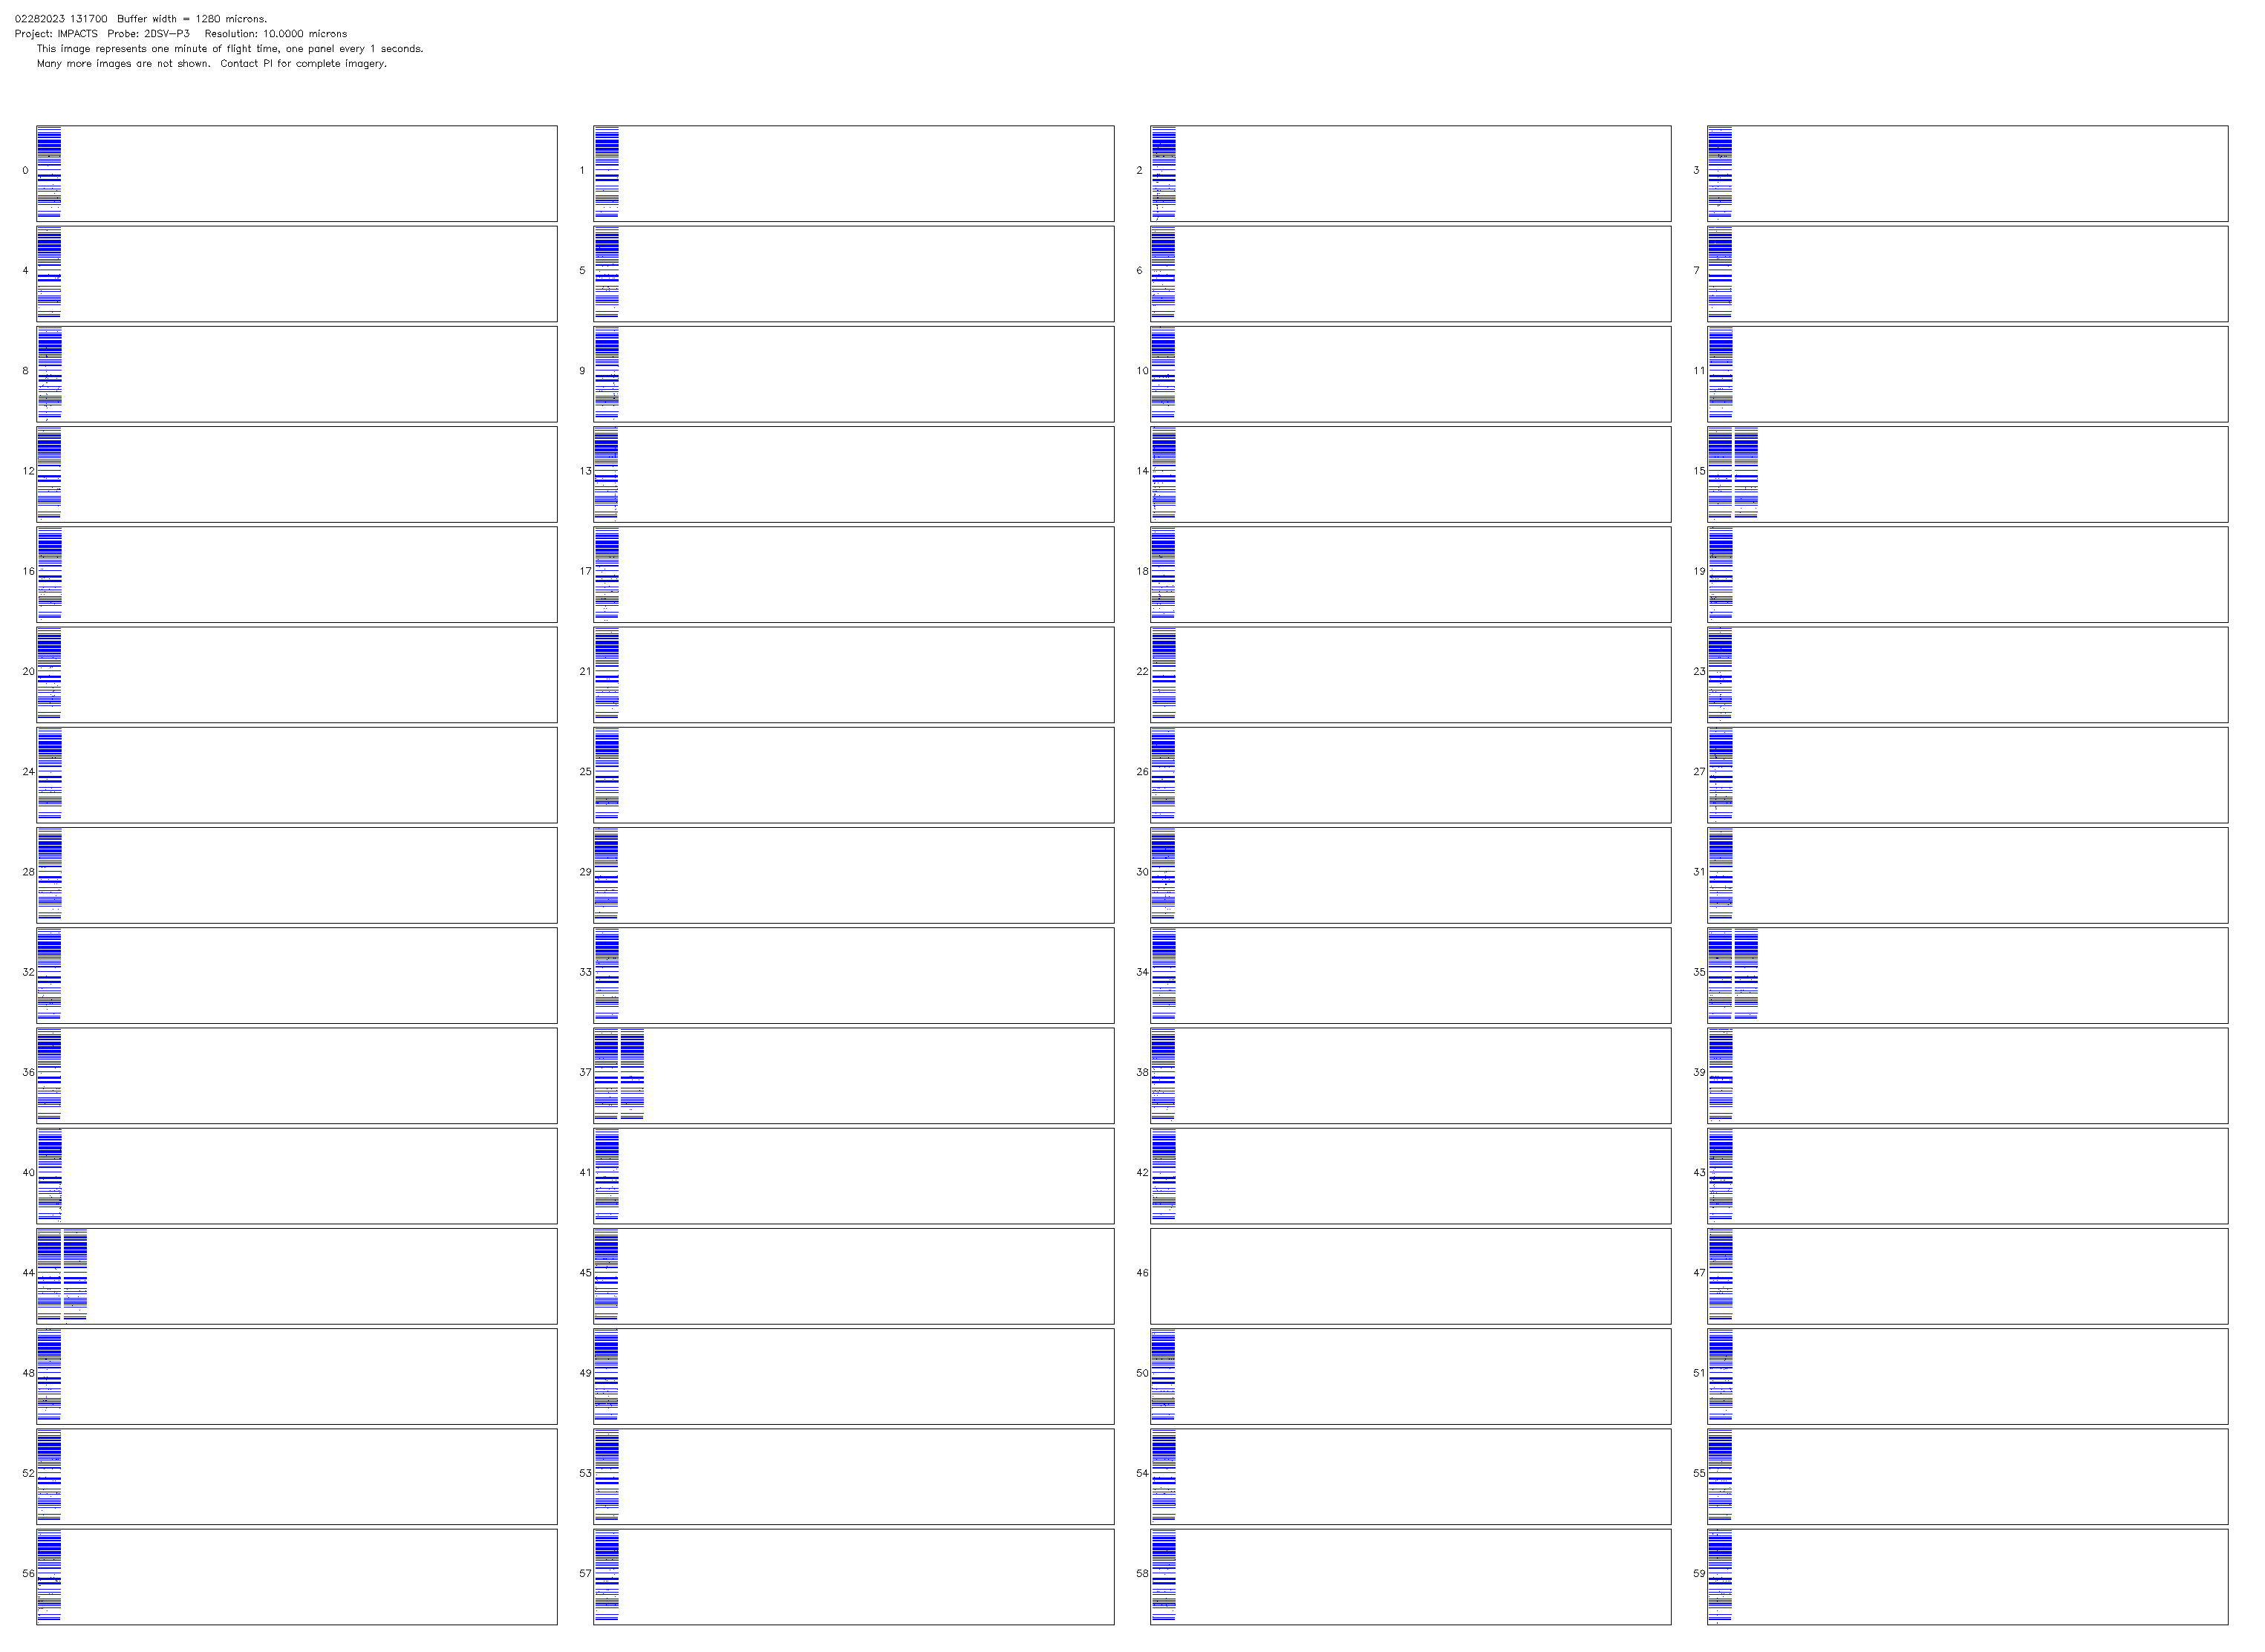 02282023 131700 Buffer width = 1280 microns.
Project: IMPACTS Probe: 2DSV-P3 Resolution: 10.0000 microns
This image represents one minute of flight time, one panel every 1 seconds.
Many more images are not shown. Contact PI for complete imagery.
0 1 2 3
4 5 6 7
8 9 10 11
12 13 14 15
16 17 18 19
20 21 22 23
24 25 26 27
28 29 30 31
32 33 34 35
36 37 38 39
40 41 42 43
44 45 46 47
48 49 50 51
52 53 54 55
56 57 58 59